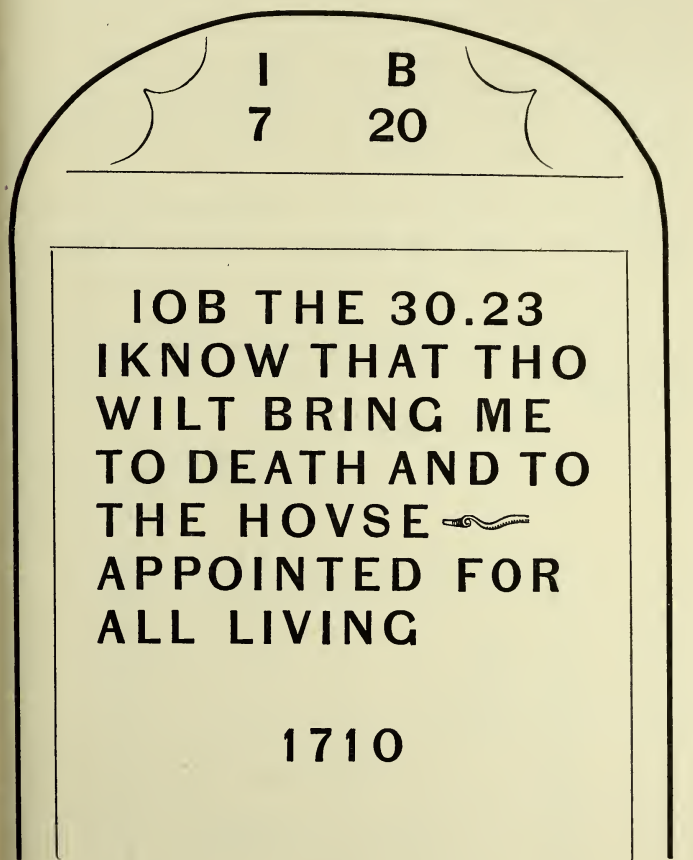 I B
7 20
IOB THE 30.23
IKNOW THAT THO
WILT BRING ME
TO DEATH AND TO
THE HOVSE
APPOINTED FOR
ALL LIVING
1710